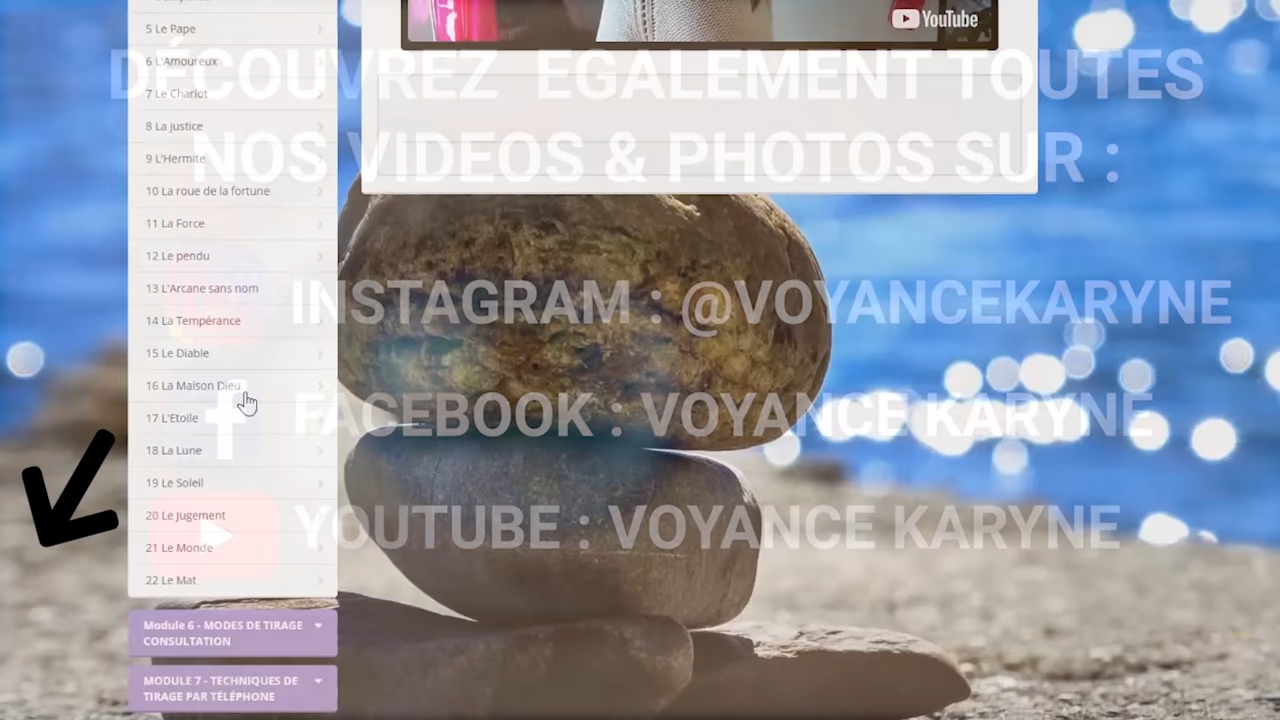 5 Le Pape
6 L'Amoureux
7 Le Chariot
8 La justice
9 L'Hermite
10 La roue de la fortune
11 La Force
12 Le pendu
13 L'Arcane sans nom
14 La Tempérance
15 Le Diable
16 La Maison Dieu
17 L'Etoile
18 La Lune
19 Le Soleil
20 Le Jugement
21 Le Monde
22 Le Mat
Module 6 - MODES DE TIRAGE
CONSULTATION
MODULE 7 - TECHNIQUES DE
TIRAGE PAR TÉLÉPHONE
YouTube
DÉCOUVREZ EGALEMENT TOUTES
NOS VIDEOS & PHOTOS SUR :
INSTAGRAM : @VOYANCEKARYNE
FACEBOOK : VOYANCE KARYNE
YOUTUBE : VOYANCE KARYNE